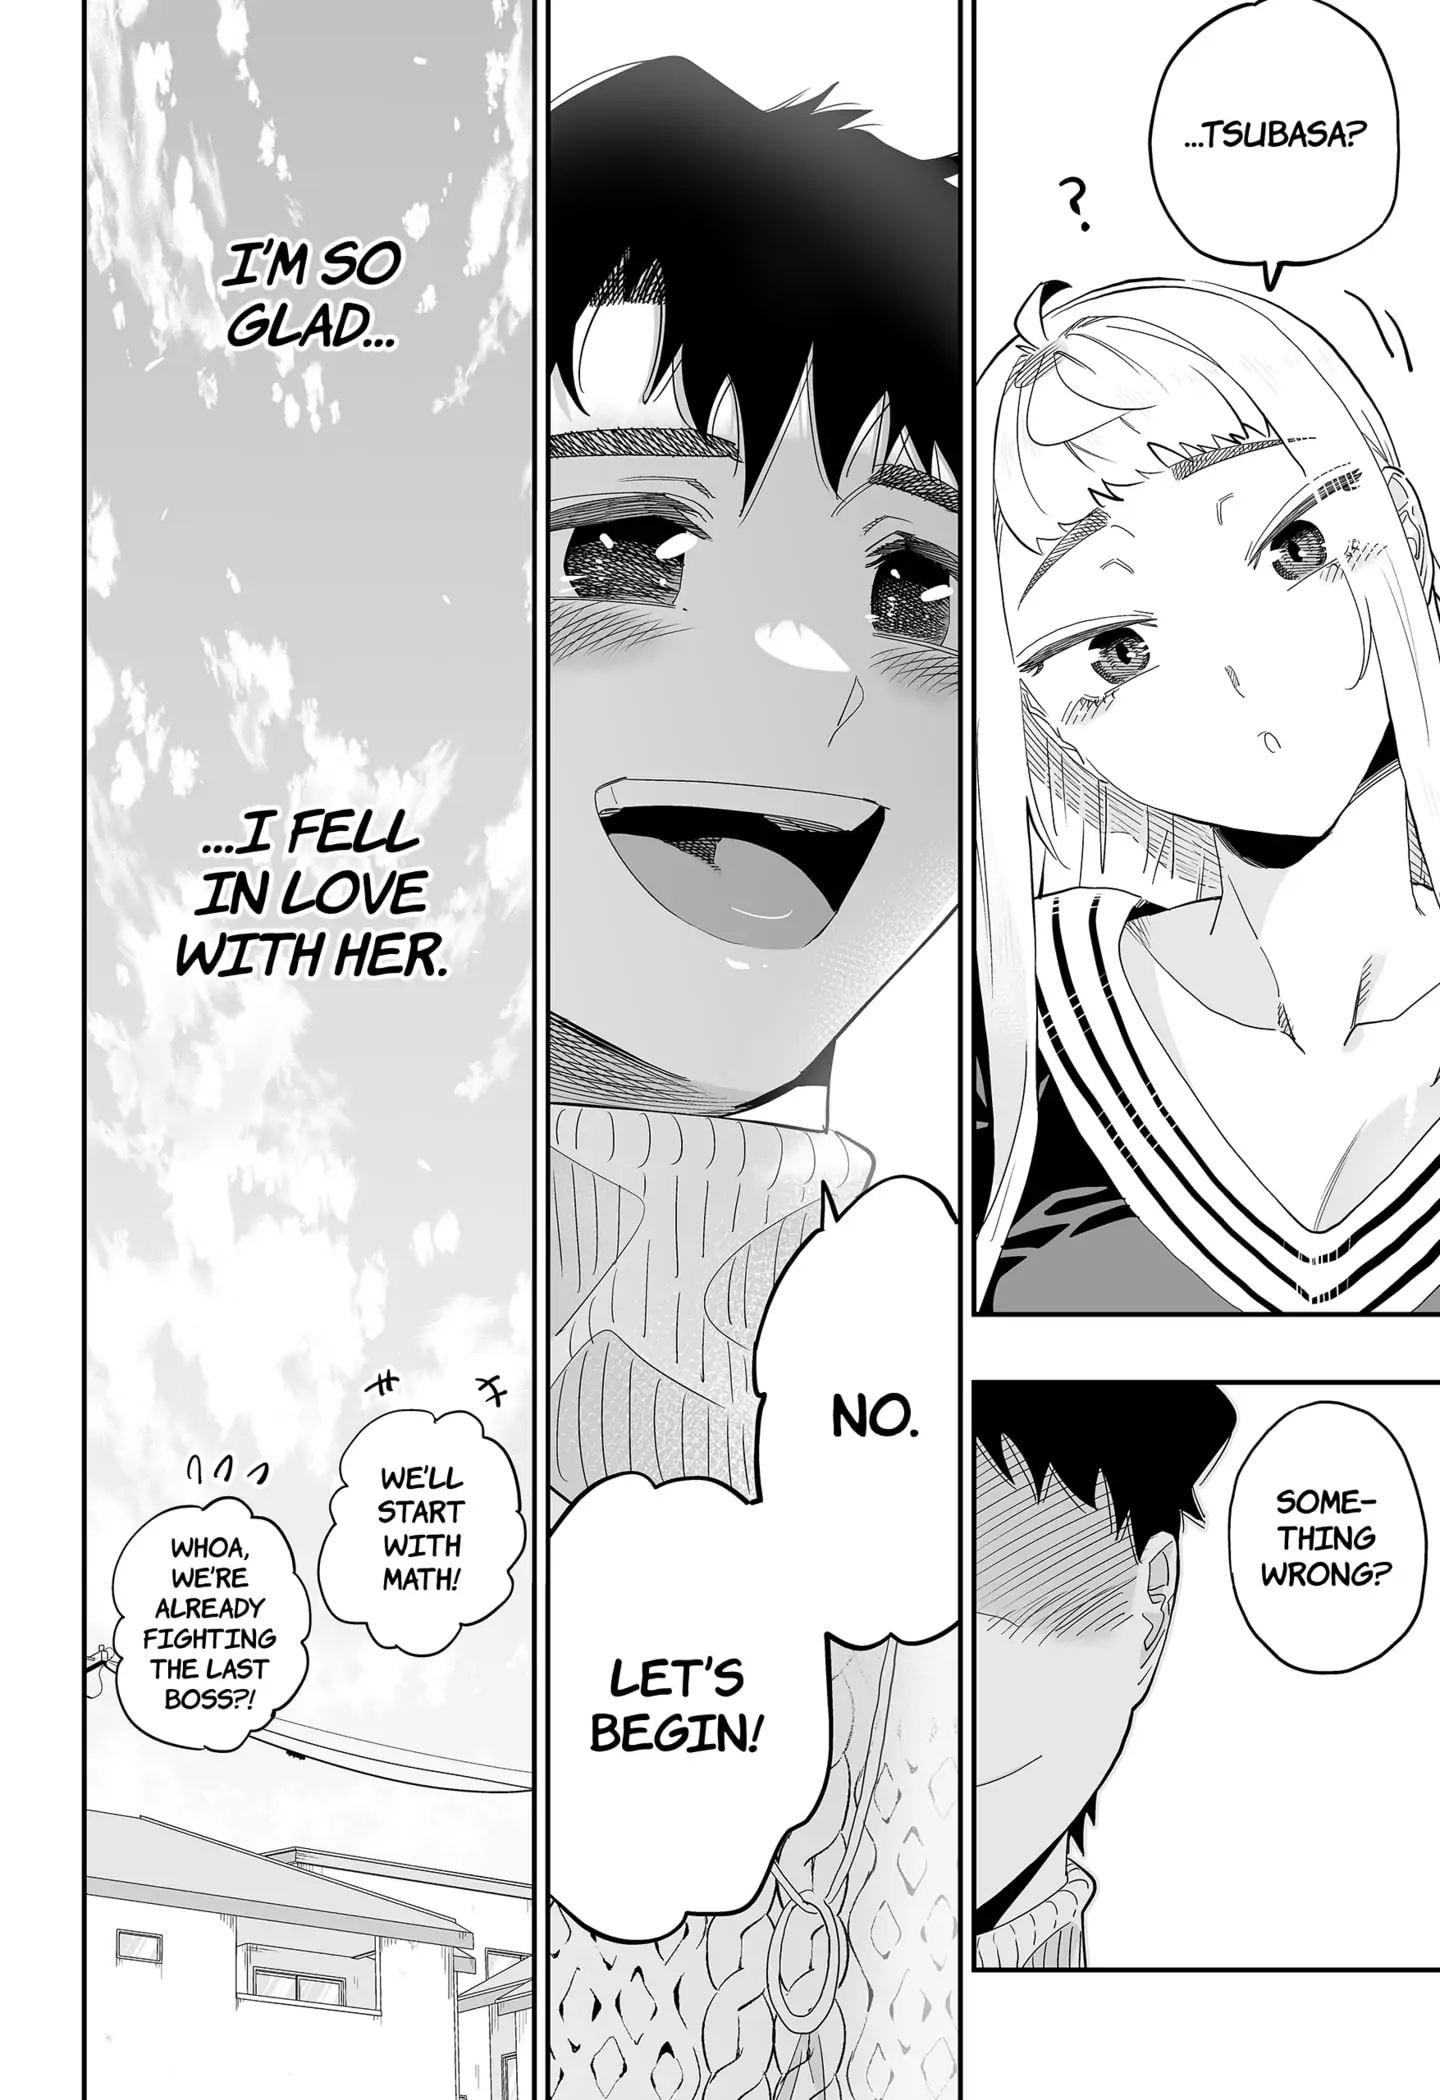 ...TSUBASA?
?
SOME-
THING
WRONG?
NO.
LET'S
BEGIN!
I'M SO
GLAD...
...I FELL
IN LOVE
WITH HER.
WE'LL
START
WITH
MATH!
WHOA,
WE'RE
ALREADY
FIGHTING
THE LAST
BOSS?!